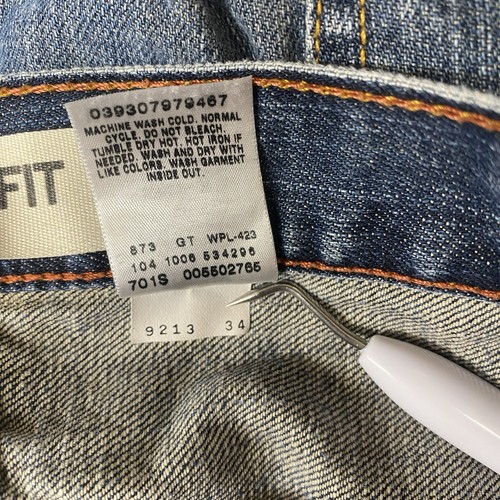 FIT
039307979467
MACHINE WASH COLD. NORMAL
CYCLE. DO NOT BLEACH.
TUMBLE DRY HOT. HOT IRON IF
NEEDED. WASH AND DRY WITH
LIKE COLORS. WASH GARMENT
INSIDE OUT.
873 GT WPL-423
104 1006 534296
701S 005502765
9213 34